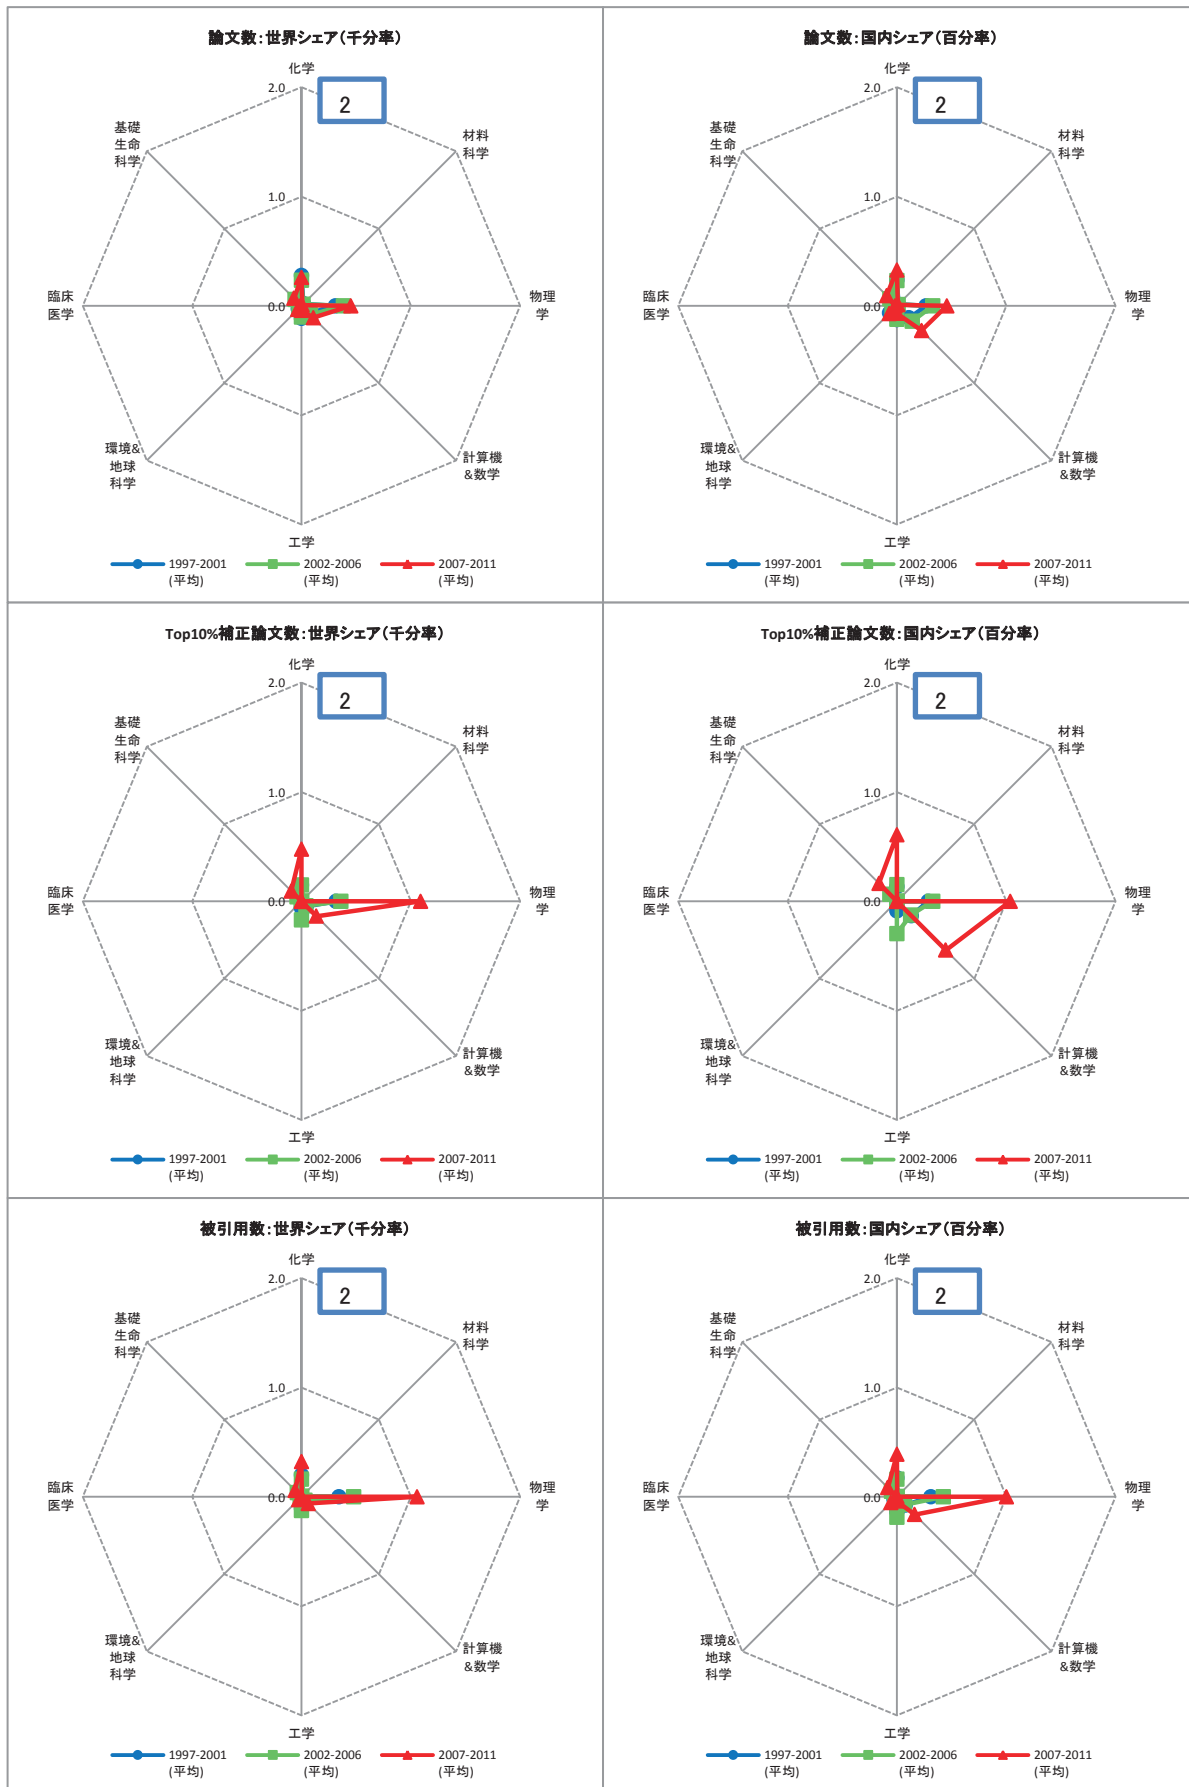 論文数：世界シェア（千分率）
化学
2.0
2
基礎
生命
科学
材料
科学
1.0
臨床
医学
0.0
物理
学
環境&
地球
科学
計算機
&数学
工学
1997-2001
(平均)
2002-2006
(平均)
2007-2011
(平均)
論文数：国内シェア（百分率）
化学
2.0
2
基礎
生命
科学
材料
科学
1.0
臨床
医学
0.0
物理
学
環境&
地球
科学
計算機
&数学
工学
1997-2001
(平均)
2002-2006
(平均)
2007-2011
(平均)
Top10%補正論文数：世界シェア（千分率）
化学
2.0
2
基礎
生命
科学
材料
科学
1.0
臨床
医学
0.0
物理
学
環境&
地球
科学
計算機
&数学
工学
1997-2001
(平均)
2002-2006
(平均)
2007-2011
(平均)
Top10%補正論文数：国内シェア（百分率）
化学
2.0
2
基礎
生命
科学
材料
科学
1.0
臨床
医学
0.0
物理
学
環境&
地球
科学
計算機
&数学
工学
1997-2001
(平均)
2002-2006
(平均)
2007-2011
(平均)
被引用数：世界シェア（千分率）
化学
2.0
2
基礎
生命
科学
材料
科学
1.0
臨床
医学
0.0
物理
学
環境&
地球
科学
計算機
&数学
工学
1997-2001
(平均)
2002-2006
(平均)
2007-2011
(平均)
被引用数：国内シェア（百分率）
化学
2.0
2
基礎
生命
科学
材料
科学
1.0
臨床
医学
0.0
物理
学
環境&
地球
科学
計算機
&数学
工学
1997-2001
(平均)
2002-2006
(平均)
2007-2011
(平均)